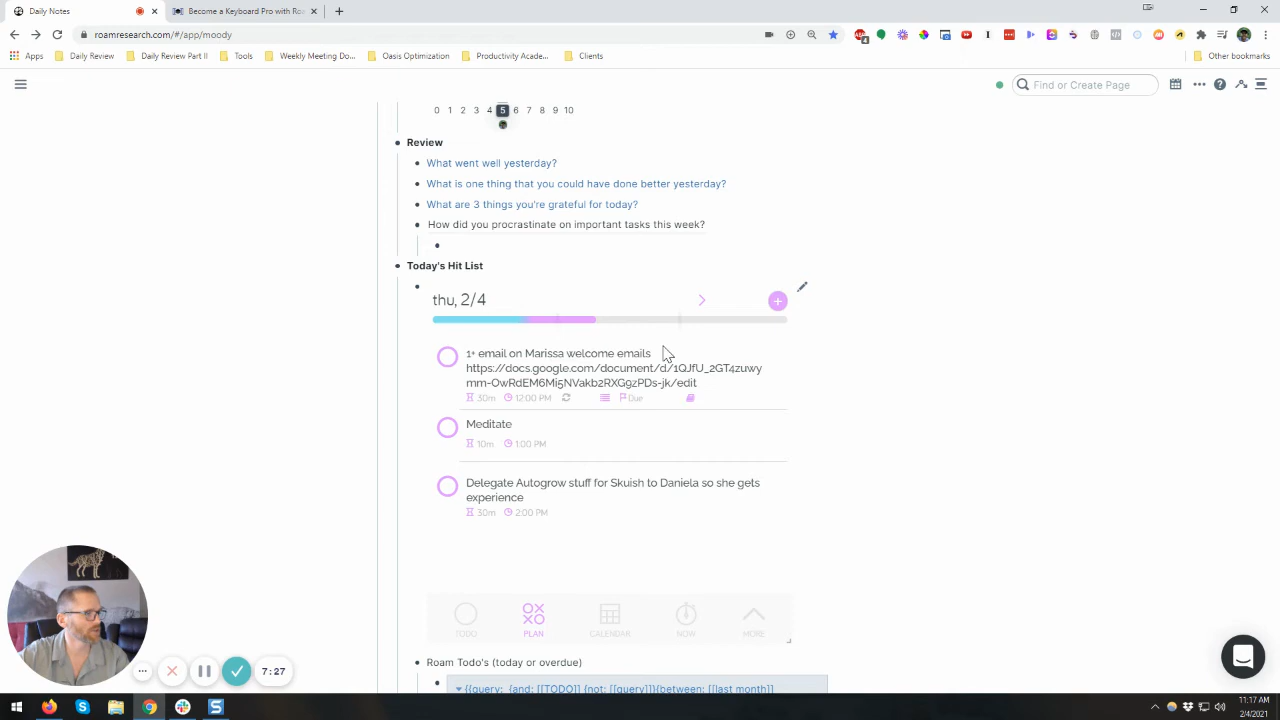 Daily Notes
Become a Keyboard Pro with Roa
roamresearch.com/#/app/moody
Apps
Daily Review
Daily Review Part II
Tools
Weekly Meeting Do...
Oasis Optimization
Productivity Acade...
Clients
Other bookmarks
Find or Create Page
0 1 2 3 4 5 6 7 8 9 10
Review
What went well yesterday?
What is one thing that you could have done better yesterday?
What are 3 things you're grateful for today?
How did you procrastinate on important tasks this week?
Today's Hit List
thu, 2/4
1+ email on Marissa welcome emails
https://docs.google.com/document/d/1QJfU_2GT4zuwy
mm-OwRdEM6Mi5NVakb2RXG9zPDs-jk/edit
30m 12:00 PM Due
Meditate
10m 1:00 PM
Delegate Autogrow stuff for Skuish to Daniela so she gets
experience
30m 2:00 PM
TODO PLAN CALENDAR NOW MORE
Roam Todo's (today or overdue)
{{query: {and: [[TODO]] {not: [[query]]}{between: [[last month]]
7:27
11:17 AM
2/4/2021